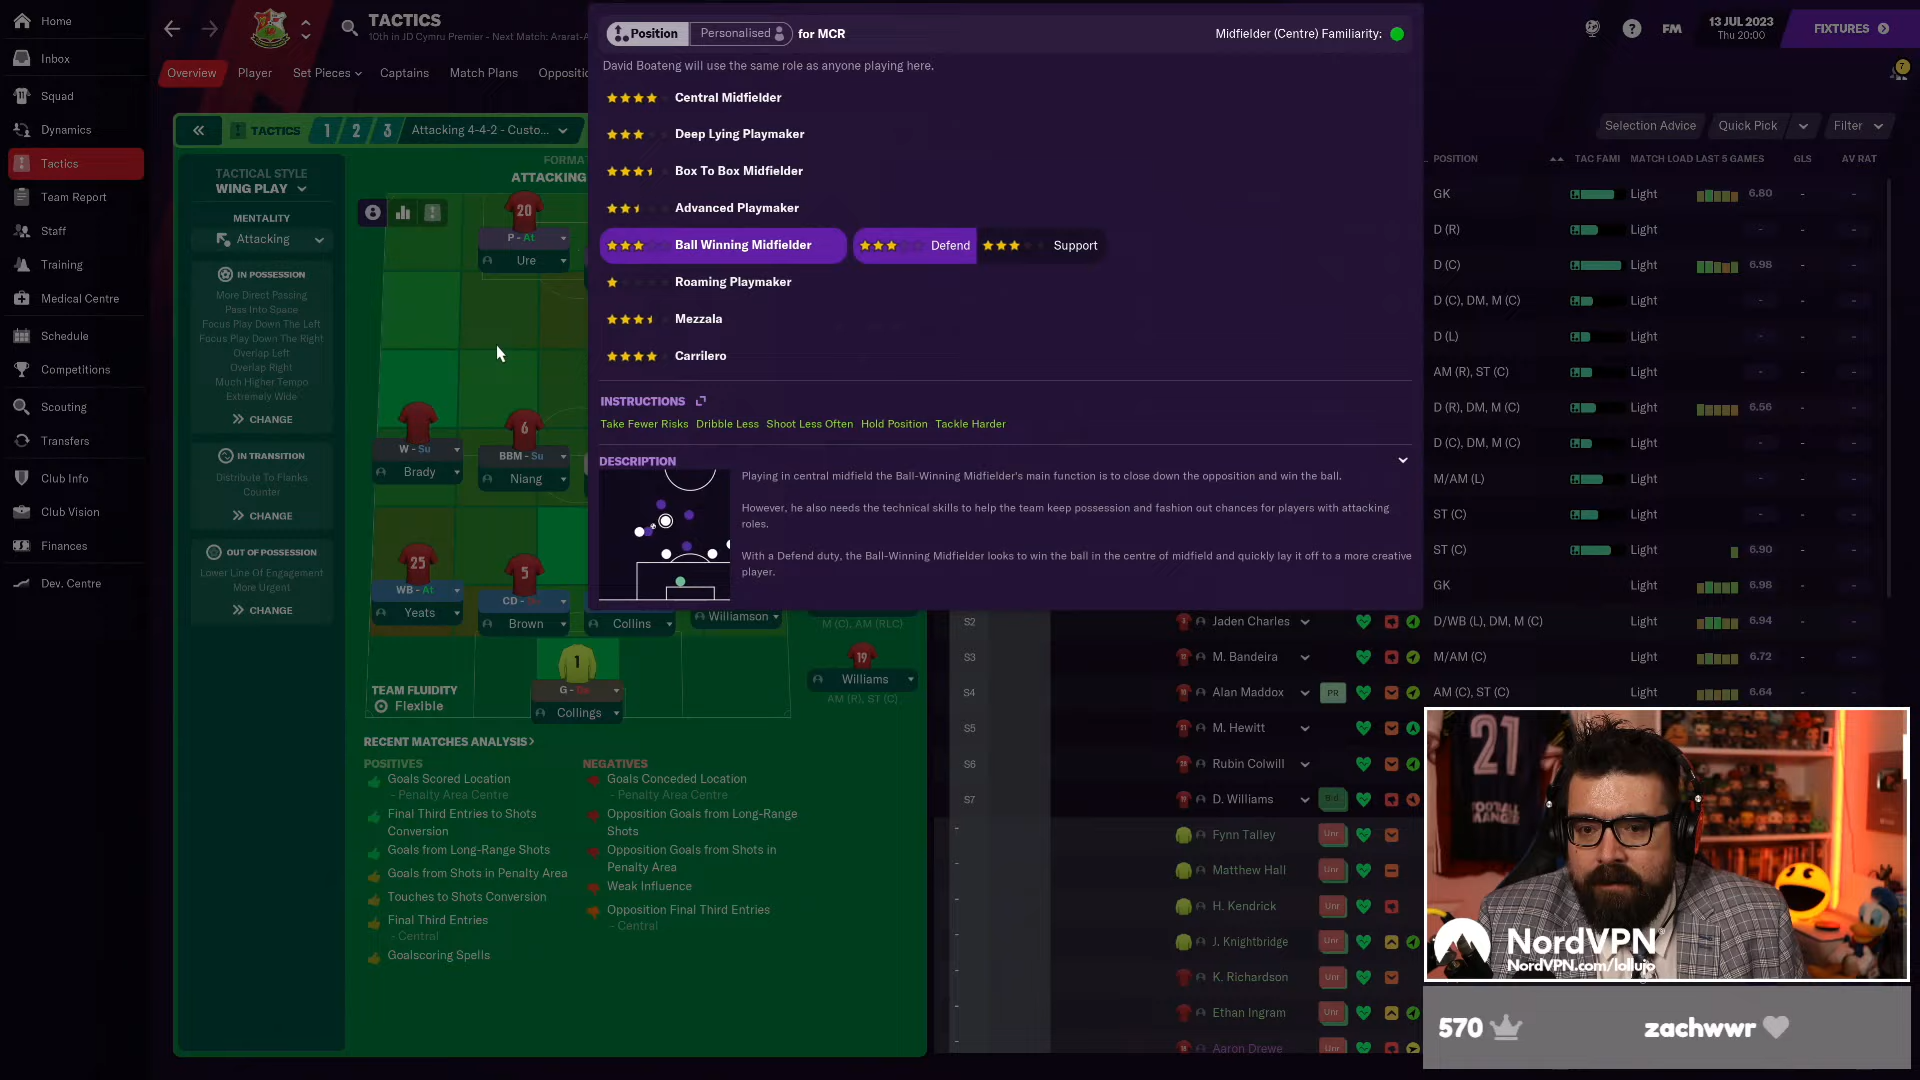 Home
Inbox
Squad
Dynamics
Tactics
Team Report
Staff
Training
Medical Centre
Schedule
Competitions
Scouting
Transfers
Club Info
Club Vision
Finances
Dev. Centre
TACTICS
10th in JD Cymru Premier - Next Match: Ararat-A
Overview Player Set Pieces Captains Match Plans Oppositi
13 JUL 2023
Thu 20:00
FM
FIXTURES
7
TACTICS 1 2 3 Attacking 4-4-2 - Custo...
Selection Advice Quick Pick Filter
TACTICAL STYLE
WING PLAY
MENTALITY
Attacking
IN POSSESSION
More Direct Passing
Pass Into Space
Focus Play Down The Left
Focus Play Down The Right
Overlap Left
Overlap Right
Much Higher Tempo
Extremely Wide
CHANGE
IN TRANSITION
Distribute To Flanks
Counter
CHANGE
OUT OF POSSESSION
Lower Line Of Engagement
More Urgent
CHANGE
FORMA
ATTACKING
20
P - At
Ure
W - Su
Brady
6
BBM - Su
Niang
25
WB - At
Yeats
5
CD -
Brown
Collins
Williamson
1
G -
Collings
M (C), AM (RLC)
19
Williams
AM (R), ST (C)
TEAM FLUIDITY
Flexible
RECENT MATCHES ANALYSIS>
POSITIVES
Goals Scored Location
- Penalty Area Centre
Final Third Entries to Shots
Conversion
Goals from Long-Range Shots
Goals from Shots in Penalty Area
Touches to Shots Conversion
Final Third Entries
- Central
Goalscoring Spells
NEGATIVES
Goals Conceded Location
- Penalty Area Centre
Opposition Goals from Long-Range
Shots
Opposition Goals from Shots in
Penalty Area
Weak Influence
Opposition Final Third Entries
- Central
Position Personalised for MCR
Midfielder (Centre) Familiarity:
David Boateng will use the same role as anyone playing here.
Central Midfielder
Deep Lying Playmaker
Box To Box Midfielder
Advanced Playmaker
Ball Winning Midfielder Defend Support
Roaming Playmaker
Mezzala
Carrilero
INSTRUCTIONS
Take Fewer Risks Dribble Less Shoot Less Often Hold Position Tackle Harder
DESCRIPTION
Playing in central midfield the Ball-Winning Midfielder's main function is to close down the opposition and win the ball.
However, he also needs the technical skills to help the team keep possession and fashion out chances for players with attacking
roles.
With a Defend duty, the Ball-Winning Midfielder looks to win the ball in the centre of midfield and quickly lay it off to a more creative
player.
POSITION TAC FAMI MATCH LOAD LAST 5 GAMES GLS AV RAT
GK Light 6.80 - -
D (R) Light - - -
D (C) Light 6.98 - -
D (C), DM, M (C) Light - - -
D (L) Light - - -
AM (R), ST (C) Light - - -
D (R), DM, M (C) Light 6.56 - -
D (C), DM, M (C) Light - - -
M/AM (L) Light - - -
ST (C) Light - - -
ST (C) Light 6.90 - -
GK Light 6.98 - -
S2 Jaden Charles D/WB (L), DM, M (C) Light 6.94 - -
S3 M. Bandeira M/AM (C) Light 6.72 - -
S4 Alan Maddox PR AM (C), ST (C) Light 6.64 - -
S5 M. Hewitt
S6 Rubin Colwill
S7 D. Williams Bid
- Fynn Talley Unr
- Matthew Hall Unr
- H. Kendrick Unr
- J. Knightbridge Unr
- K. Richardson Unr
- Ethan Ingram Unr
- Aaron Drewe Unr
21
NordVPN
NordVPN.com/lollujo
570
zachwwr